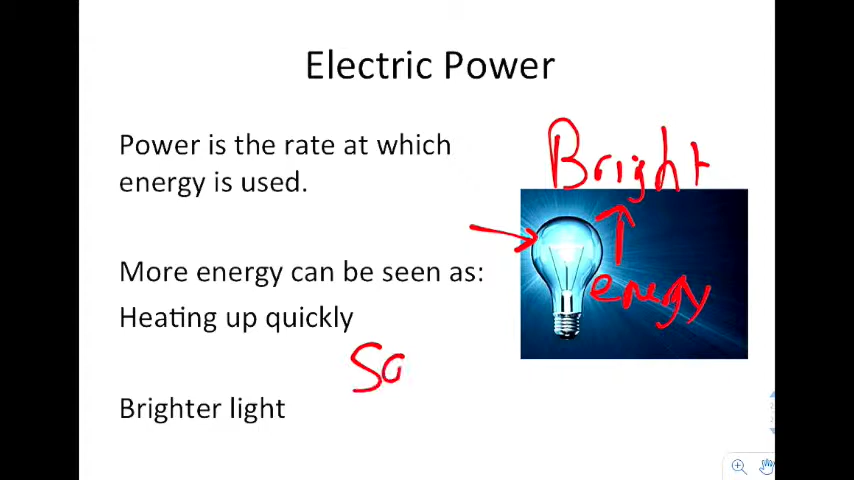 Electric Power
Power is the rate at which
energy is used.
Bright
energy
More energy can be seen as:
Heating up quickly
So
Brighter light